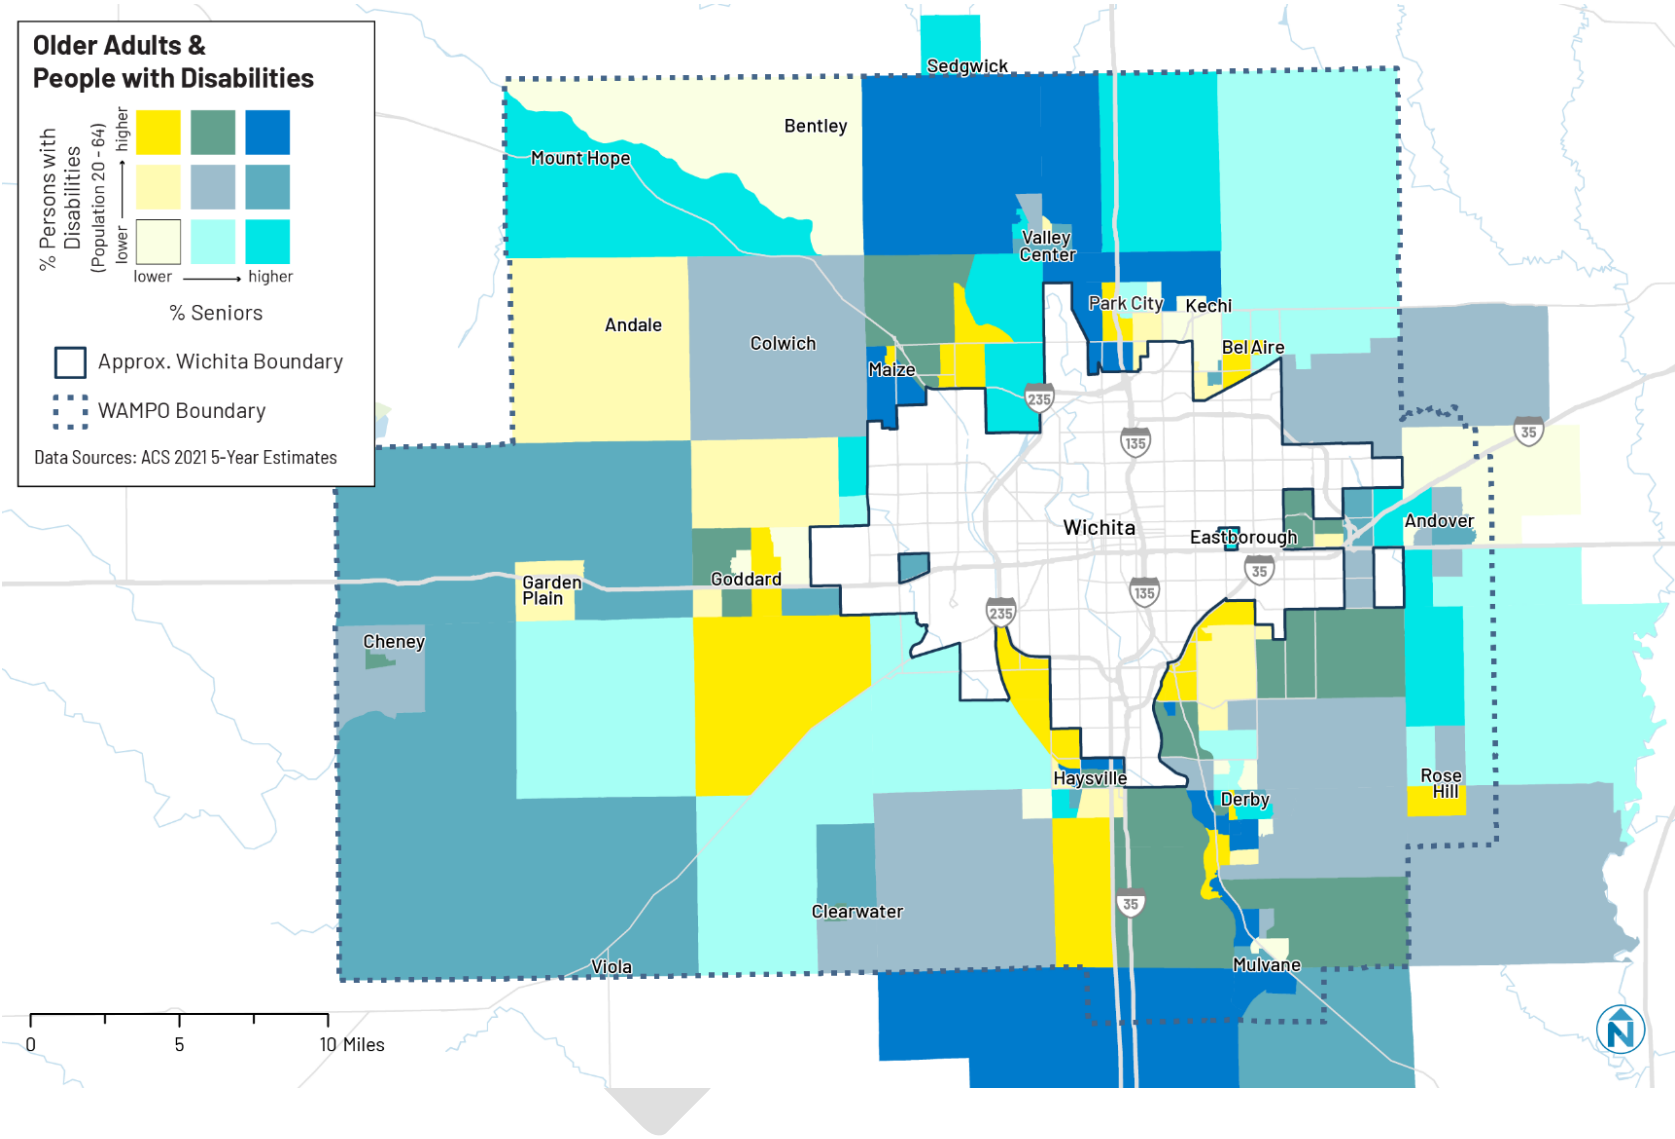 Older Adults &
People with Disabilities
% Persons with
Disabilities
(Population 20 - 64)
lower
higher
lower
higher
% Seniors
Approx. Wichita Boundary
WAMPO Boundary
Data Sources: ACS 2021 5-Year Estimates
Sedgwick
Bentley
Mount Hope
Valley
Center
Park City
Kechi
Andale
Colwich
Bel Aire
Maize
235
135
35
Wichita
Eastborough
Andover
35
Goddard
Garden
Plain
135
235
Cheney
Haysville
Derby
Rose
Hill
Clearwater
35
Viola
Mulvane
0
5
10 Miles
N